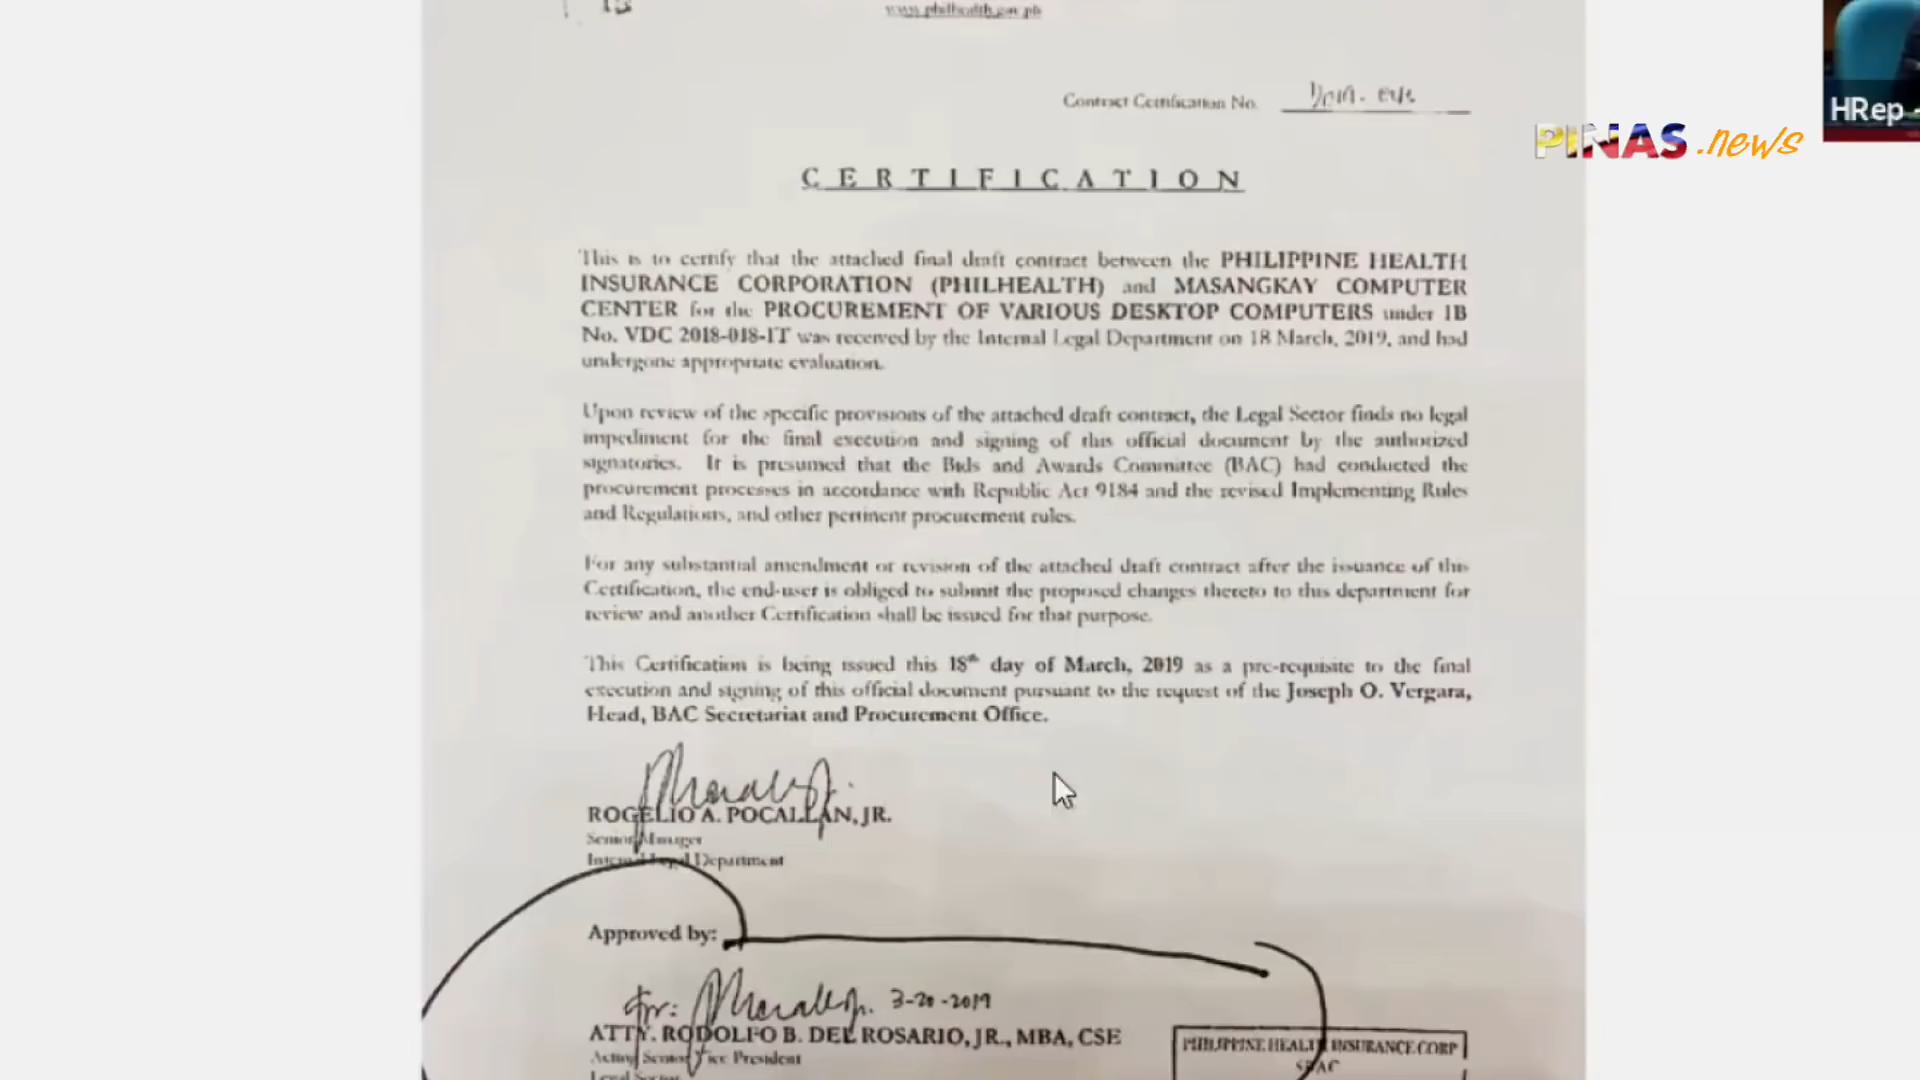 www.philhealth.gov.ph
HRep -
Contract Certification No.
PINAS.news
CERTIFICATION
This is to certify that the attached final draft contract between the PHILIPPINE HEALTH
INSURANCE CORPORATION (PHILHEALTH) and MASANGKAY COMPUTER
CENTER for the PROCUREMENT OF VARIOUS DESKTOP COMPUTERS under IB
No. VDC 2018-018-IT was received by the Internal Legal Department on 18 March, 2019, and had
undergone appropriate evaluation.
Upon review of the specific provisions of the attached draft contract, the Legal Sector finds no legal
impediment for the final execution and signing of this official document by the authorized
signatories. It is presumed that the Bids and Awards Committee (BAC) had conducted the
procurement processes in accordance with Republic Act 9184 and the revised Implementing Rules
and Regulations, and other pertinent procurement rules.
For any substantial amendment or revision of the attached draft contract after the issuance of this
Certification, the end-user is obliged to submit the proposed changes thereto to this department for
review and another Certification shall be issued for that purpose.
This Certification is being issued this 18th day of March, 2019 as a pre-requisite to the final
execution and signing of this official document pursuant to the request of the Joseph O. Vergara,
Head, BAC Secretariat and Procurement Office.
ROGELIO A. POCALLAN, JR.
Senior Manager
Internal Legal Department
Approved by:
for: 3-20-2019
ATTY. RODOLFO B. DEL ROSARIO, JR., MBA, CSE
Acting Senior Vice President
Legal Sector
PHILIPPINE HEALTH INSURANCE CORP